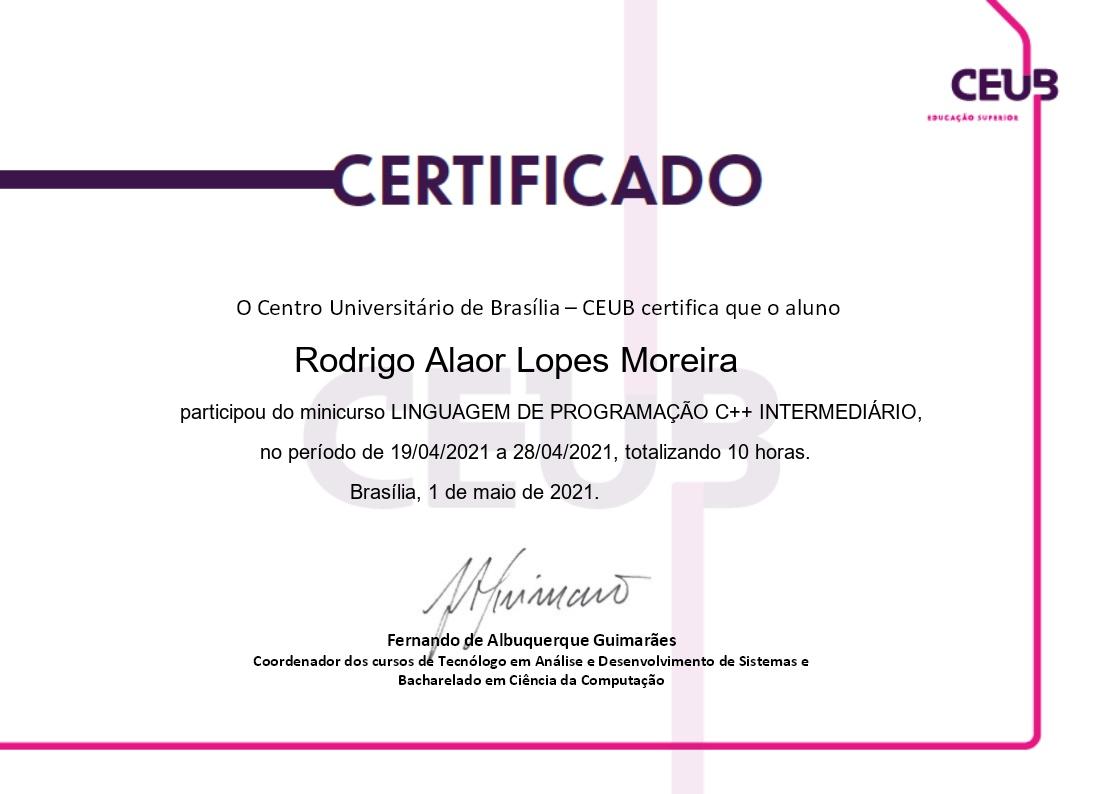 CEUB
EDUCAÇÃO SUPERIOR
CERTIFICADO
O Centro Universitário de Brasília – CEUB certifica que o aluno
Rodrigo Alaor Lopes Moreira
participou do minicurso LINGUAGEM DE PROGRAMAÇÃO C++ INTERMEDIÁRIO,
no período de 19/04/2021 a 28/04/2021, totalizando 10 horas.
Brasília, 1 de maio de 2021.
CEUB
Fernando de Albuquerque Guimarães
Coordenador dos cursos de Tecnólogo em Análise e Desenvolvimento de Sistemas e
Bacharelado em Ciência da Computação